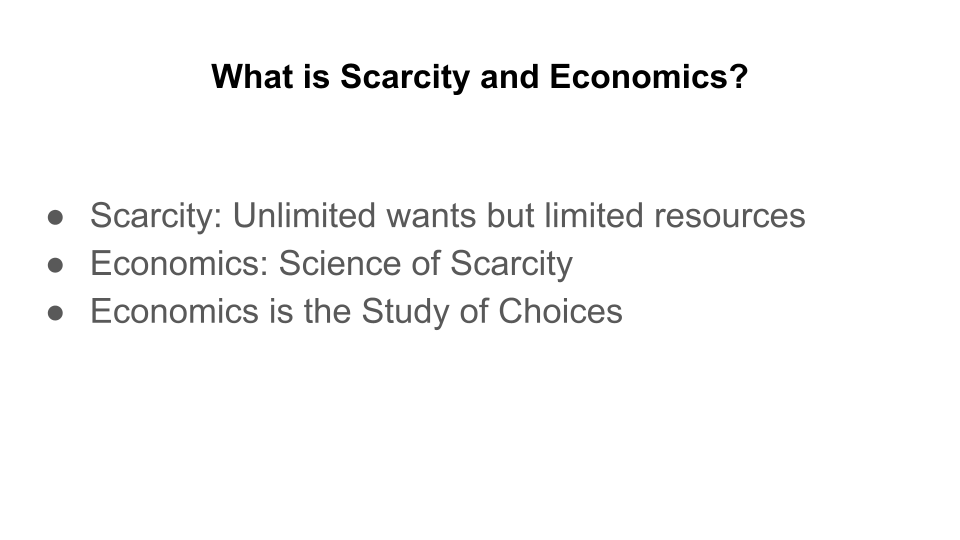 What is Scarcity and Economics?
● Scarcity: Unlimited wants but limited resources
● Economics: Science of Scarcity
● Economics is the Study of Choices